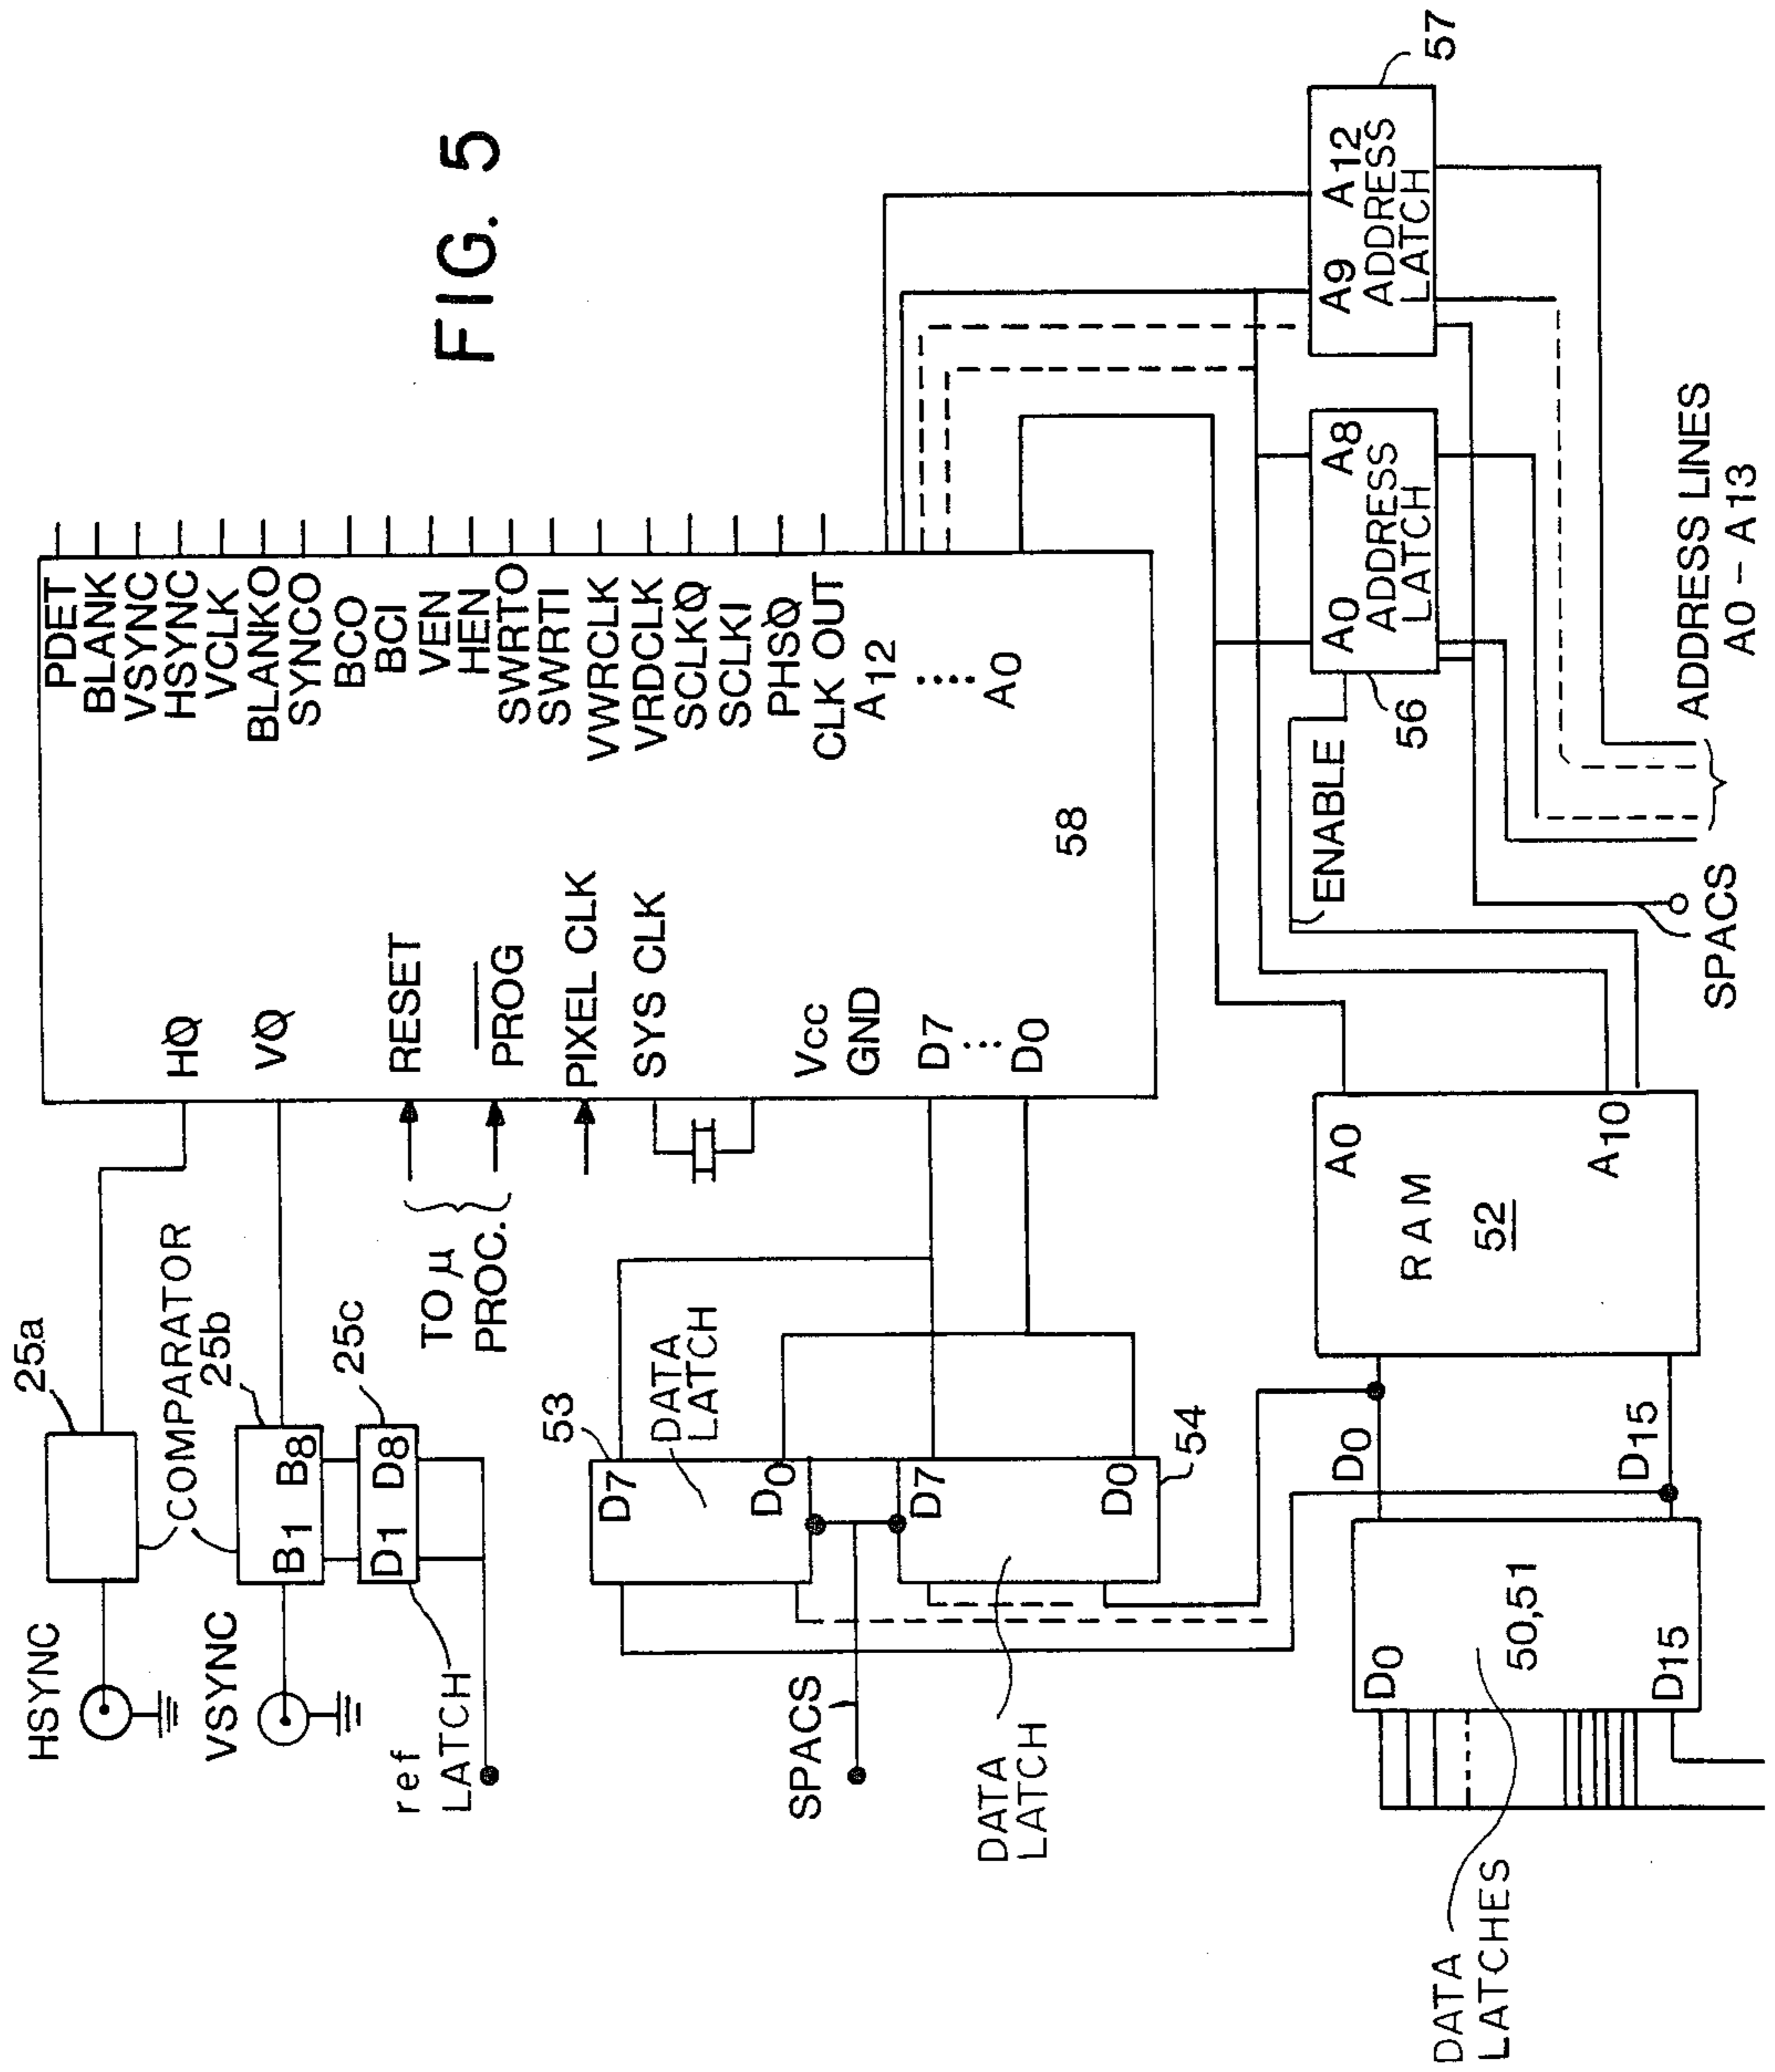 FIG. 5
HSYNC
25a
COMPARATOR
VSYNC
25b
B1 B8
25c
D1 D8
ref
LATCH
TO μ
PROC.
HØ
VØ
RESET
PROG
PIXEL CLK
SYS CLK
Vcc
GND
D7
D0
58
PDET
BLANK
VSYNC
HSYNC
VCLK
BLANKO
SYNCO
BCO
BCI
VEN
HEN
SWRTO
SWRTI
VWRCLK
VRDCLK
SCLKØ
SCLKI
PHSØ
CLK OUT
A12
A0
53
D7
D0
DATA
LATCH
SPACS
D7
D0
54
DATA
LATCH
D0
50,51
D15
DATA
LATCHES
D0
D15
A0
RAM
52
A10
ENABLE
A0 A8
ADDRESS
LATCH
56
A9 A12
ADDRESS
LATCH
57
SPACS
ADDRESS LINES
A0 - A13